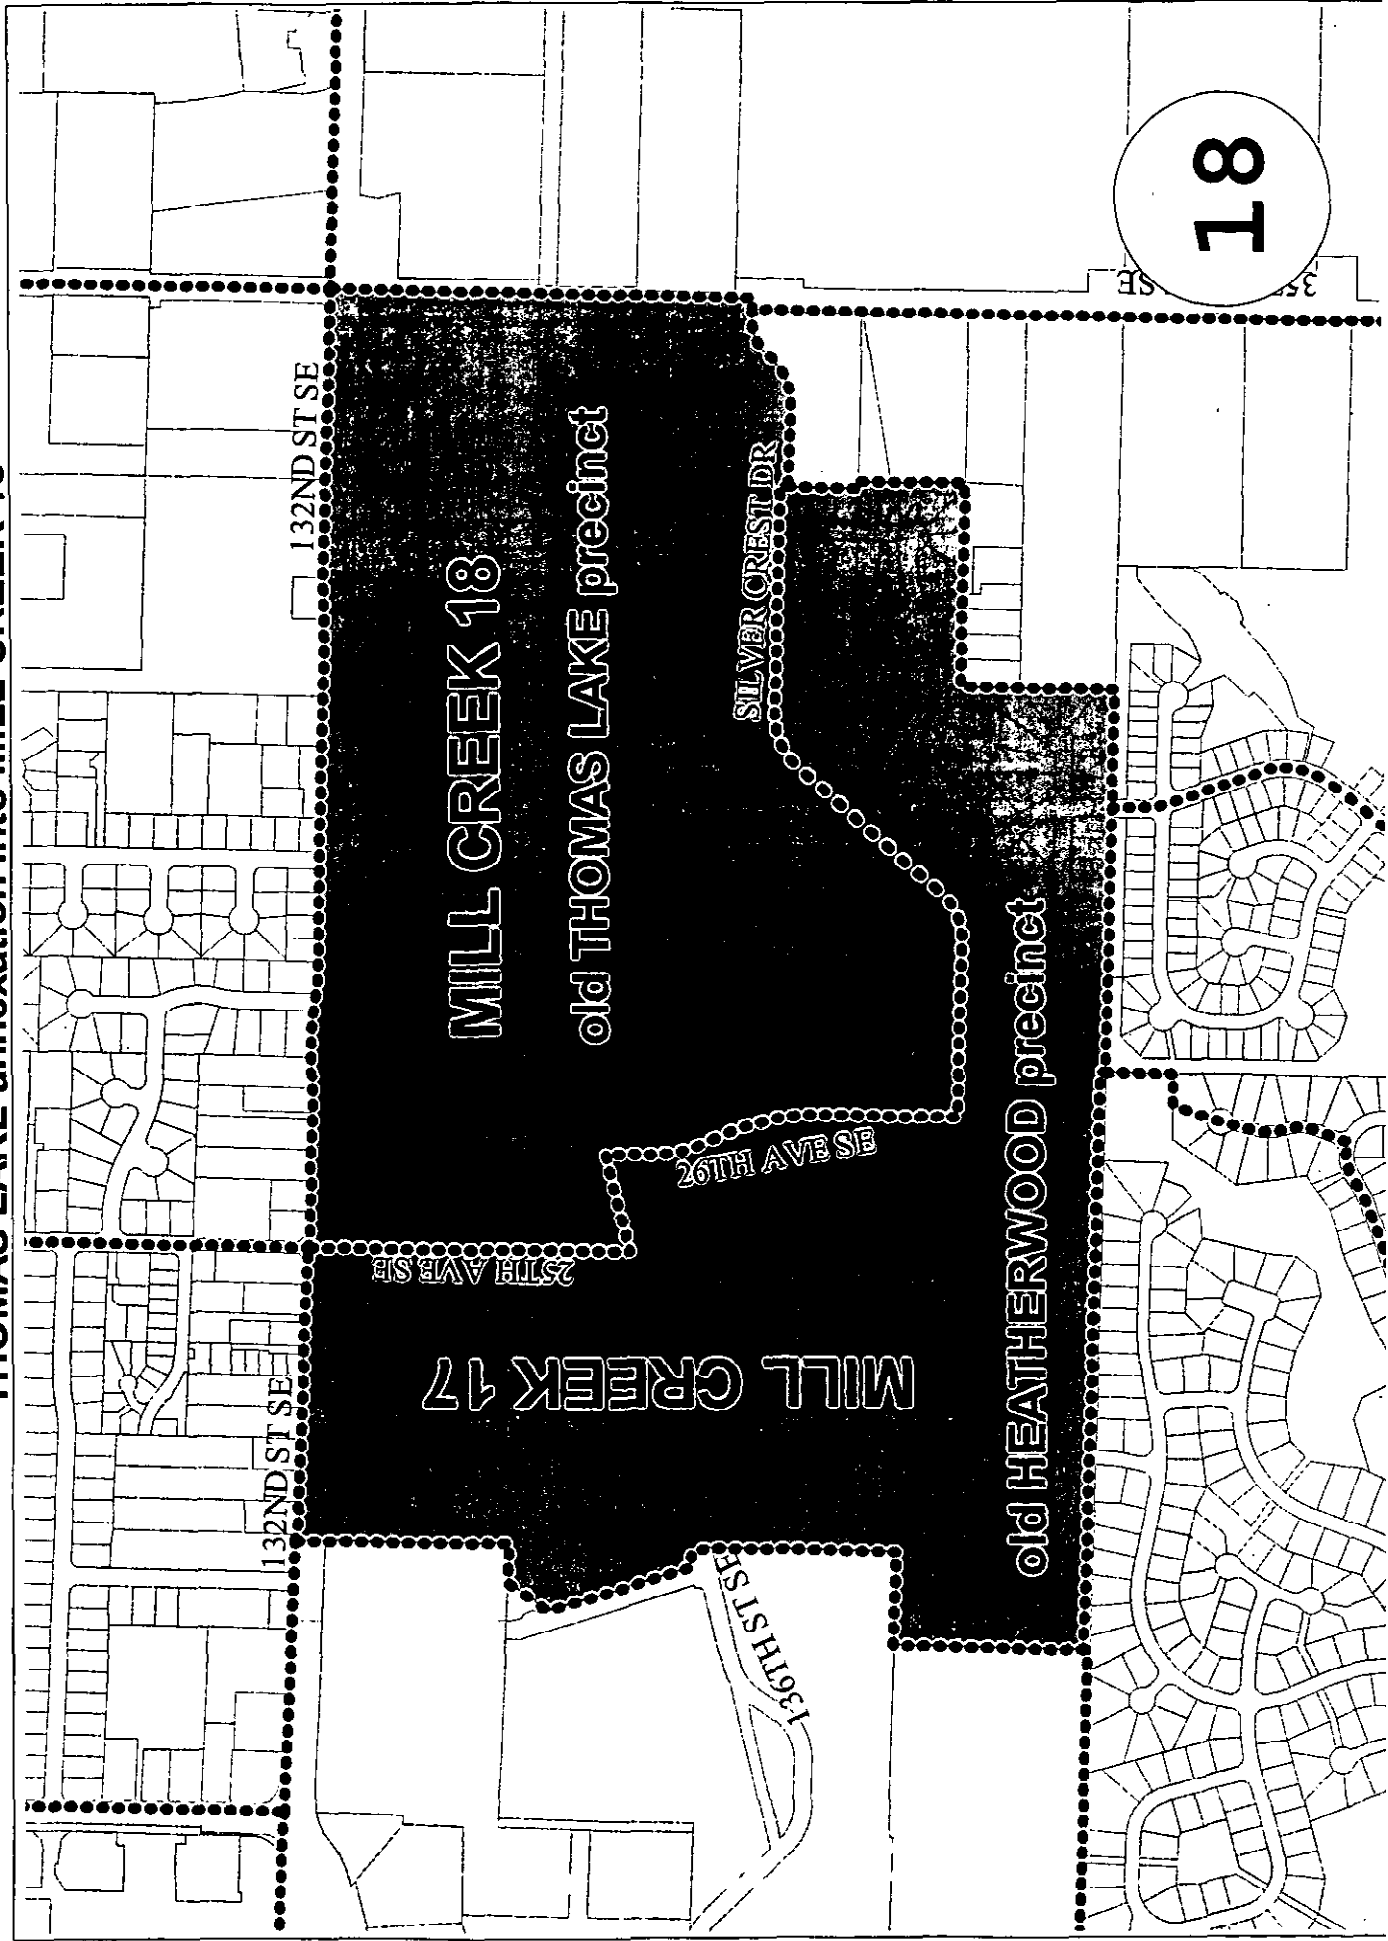 132ND ST SE
132ND ST SE
MILL CREEK 18
old THOMAS LAKE precinct
SILVER CREST DR
26TH AVE SE
25TH AVE SE
MILL CREEK 17
old HEATHERWOOD precinct
136TH ST SE
SE
18